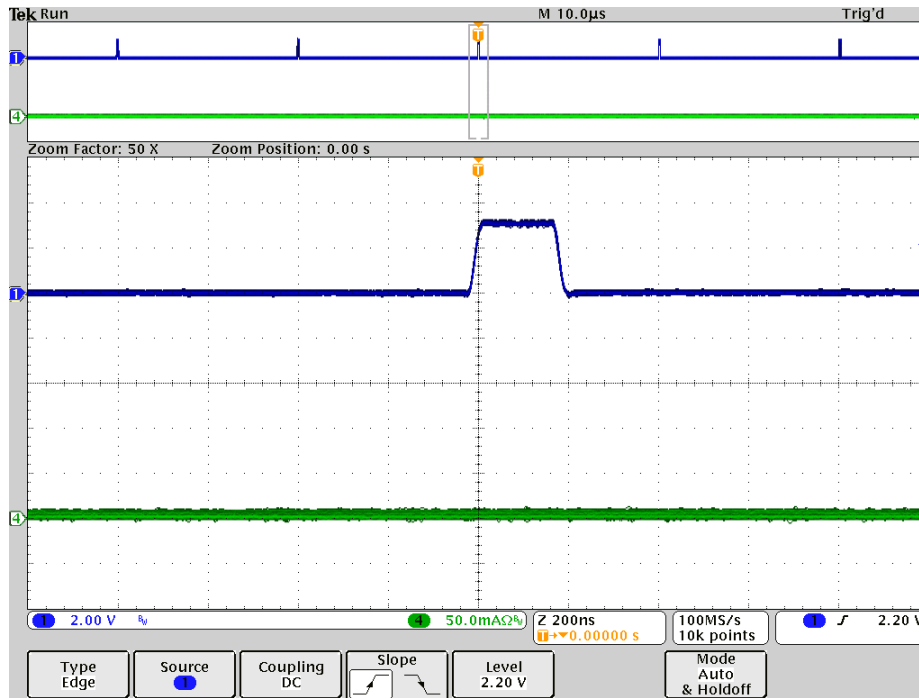 Tek Run M 10.0µs Trig'd
T
1
4
Zoom Factor: 50 X Zoom Position: 0.00 s
T
1
4
1 2.00 V BW 4 50.0mAΩBW Z 200ns 100MS/s 1 2.20 V
T→▼0.00000 s 10k points
Type Source Coupling Slope Level Mode
Edge 1 DC 2.20 V Auto
& Holdoff